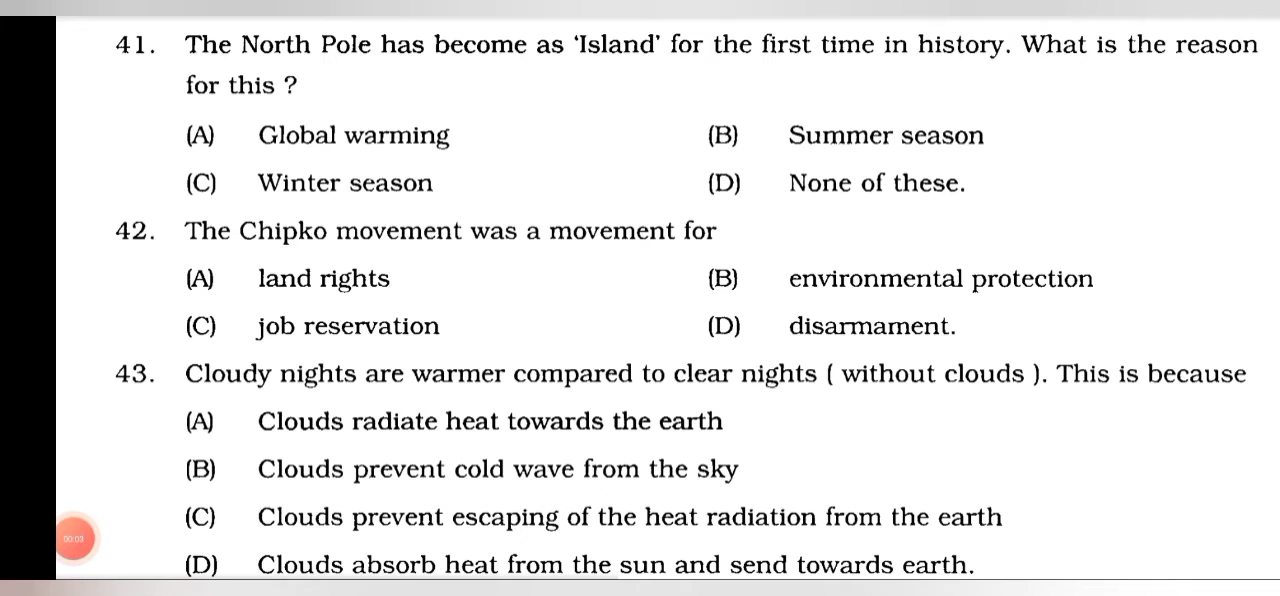 41. The North Pole has become as ‘Island’ for the first time in history. What is the reason
for this ?
(A) Global warming (B) Summer season
(C) Winter season (D) None of these.
42. The Chipko movement was a movement for
(A) land rights (B) environmental protection
(C) job reservation (D) disarmament.
43. Cloudy nights are warmer compared to clear nights ( without clouds ). This is because
(A) Clouds radiate heat towards the earth
(B) Clouds prevent cold wave from the sky
(C) Clouds prevent escaping of the heat radiation from the earth
00:03
(D) Clouds absorb heat from the sun and send towards earth.